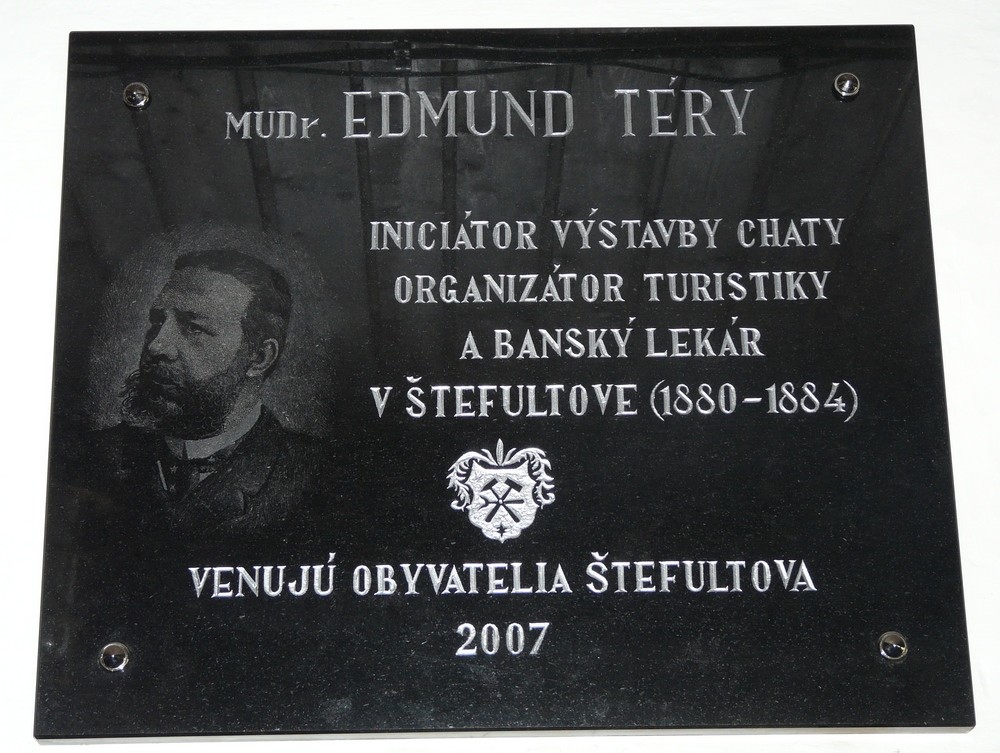 MUDr. EDMUND TÉRY
INICIÁTOR VÝSTAVBY CHATY
ORGANIZÁTOR TURISTIKY
A BANSKÝ LEKÁR
V ŠTEFULTOVE (1880-1884)
VENUJÚ OBYVATELIA ŠTEFULTOVA
2007